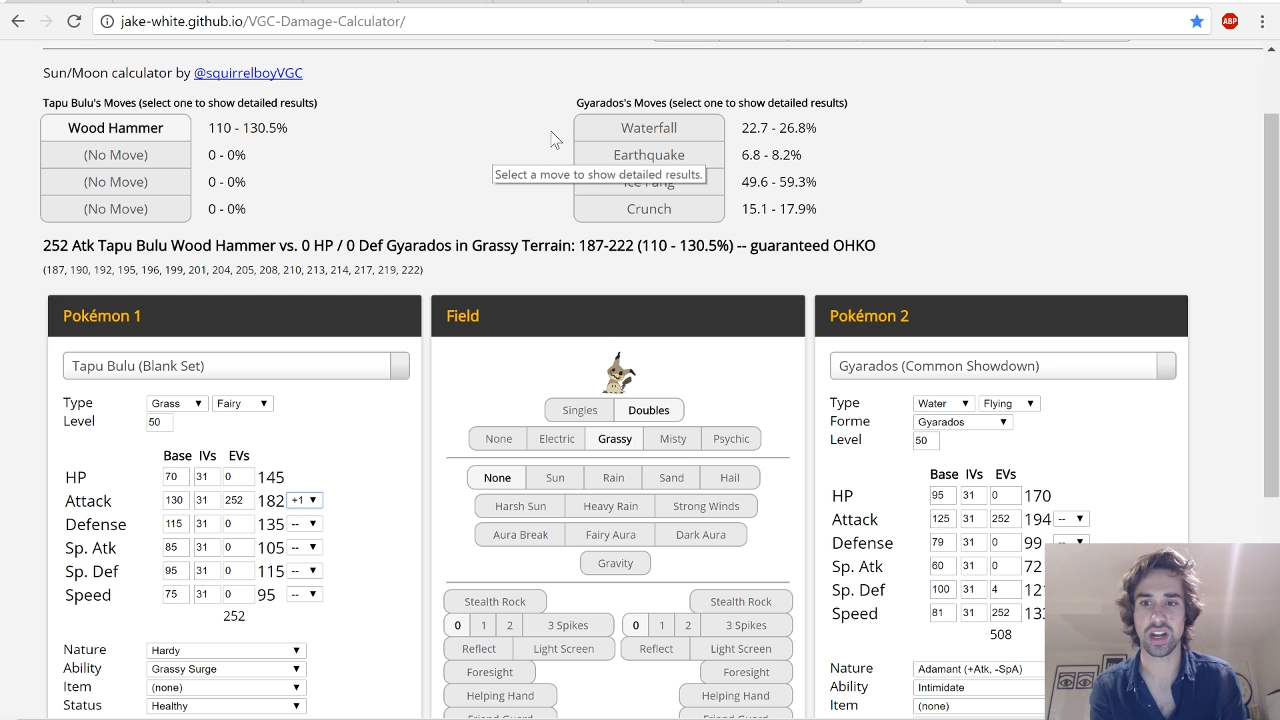 jake-white.github.io/VGC-Damage-Calculator/
ABP
Sun/Moon calculator by @squirrelboyVGC
Tapu Bulu's Moves (select one to show detailed results)
Wood Hammer 110 - 130.5%
(No Move) 0 - 0%
(No Move) 0 - 0%
(No Move) 0 - 0%
Gyarados's Moves (select one to show detailed results)
Waterfall 22.7 - 26.8%
Earthquake 6.8 - 8.2%
Select a move to show detailed results.
Ice Fang 49.6 - 59.3%
Crunch 15.1 - 17.9%
252 Atk Tapu Bulu Wood Hammer vs. 0 HP / 0 Def Gyarados in Grassy Terrain: 187-222 (110 - 130.5%) -- guaranteed OHKO
(187, 190, 192, 195, 196, 199, 201, 204, 205, 208, 210, 213, 214, 217, 219, 222)
Pokémon 1
Tapu Bulu (Blank Set)
Type Grass Fairy
Level 50
Base IVs EVs
HP 70 31 0 145
Attack 130 31 252 182 +1
Defense 115 31 0 135 --
Sp. Atk 85 31 0 105 --
Sp. Def 95 31 0 115 --
Speed 75 31 0 95 --
252
Nature Hardy
Ability Grassy Surge
Item (none)
Status Healthy
Field
Singles Doubles
None Electric Grassy Misty Psychic
None Sun Rain Sand Hail
Harsh Sun Heavy Rain Strong Winds
Aura Break Fairy Aura Dark Aura
Gravity
Stealth Rock Stealth Rock
0 1 2 3 Spikes 0 1 2 3 Spikes
Reflect Light Screen Reflect Light Screen
Foresight Foresight
Helping Hand Helping Hand
Friend Guard Friend Guard
Pokémon 2
Gyarados (Common Showdown)
Type Water Flying
Forme Gyarados
Level 50
Base IVs EVs
HP 95 31 0 170
Attack 125 31 252 194 --
Defense 79 31 0 99 --
Sp. Atk 60 31 0 72
Sp. Def 100 31 4
Speed 81 31 252
508
Nature Adamant (+Atk, -SpA)
Ability Intimidate
Item (none)